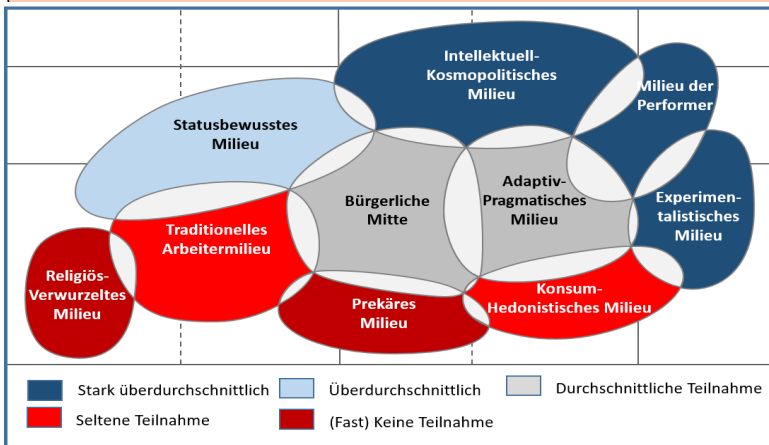 Intellektuell-
Kosmopolitisches
Milieu
Milieu der
Performer
Statusbewusstes
Milieu
Bürgerliche
Mitte
Adaptiv-
Pragmatisches
Milieu
Experimen-
talistisches
Milieu
Traditionelles
Arbeitermilieu
Religiös-
Verwurzeltes
Milieu
Prekäres
Milieu
Konsum-
Hedonistisches Milieu
Stark überdurchschnittlich
Überdurchschnittlich
Durchschnittliche Teilnahme
Seltene Teilnahme
(Fast) Keine Teilnahme